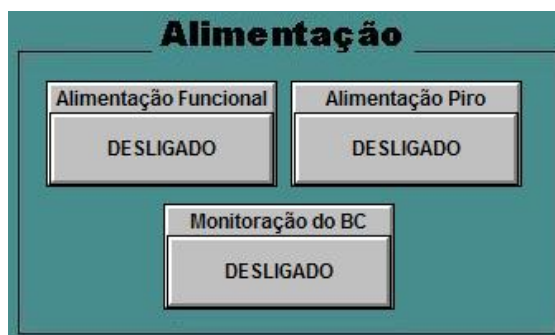 Alimentação
Alimentação Funcional
Alimentação Piro
DESLIGADO
DESLIGADO
Monitoração do BC
DESLIGADO